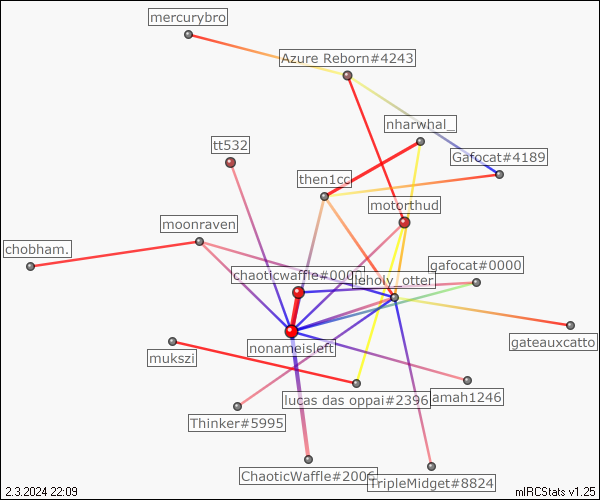 mercurybro
Azure Reborn#4243
nharwhal_
tt532
Gafocat#4189
then1cc
motorthud
moonraven
chobham.
chaoticwaffle#000
leholy_otter
gafocat#0000
gateauxcatto
nonameisleft
mukszi
lucas das oppai#2396
amah1246
Thinker#5995
ChaoticWaffle#2006
TripleMidget#8824
2.3.2024 22:09
mIRCStats v1.25